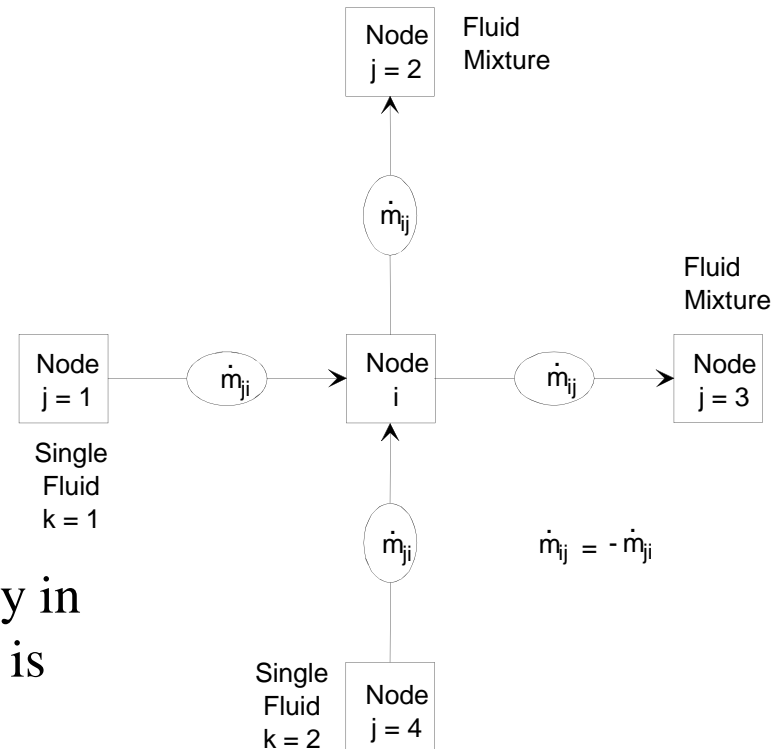 Node
j = 2
Fluid
Mixture
ṁij
Fluid
Mixture
Node
j = 1
ṁji
Node
i
ṁij
Node
j = 3
Single
Fluid
k = 1
ṁji
ṁij = - ṁji
y in
is
Single
Fluid
k = 2
Node
j = 4